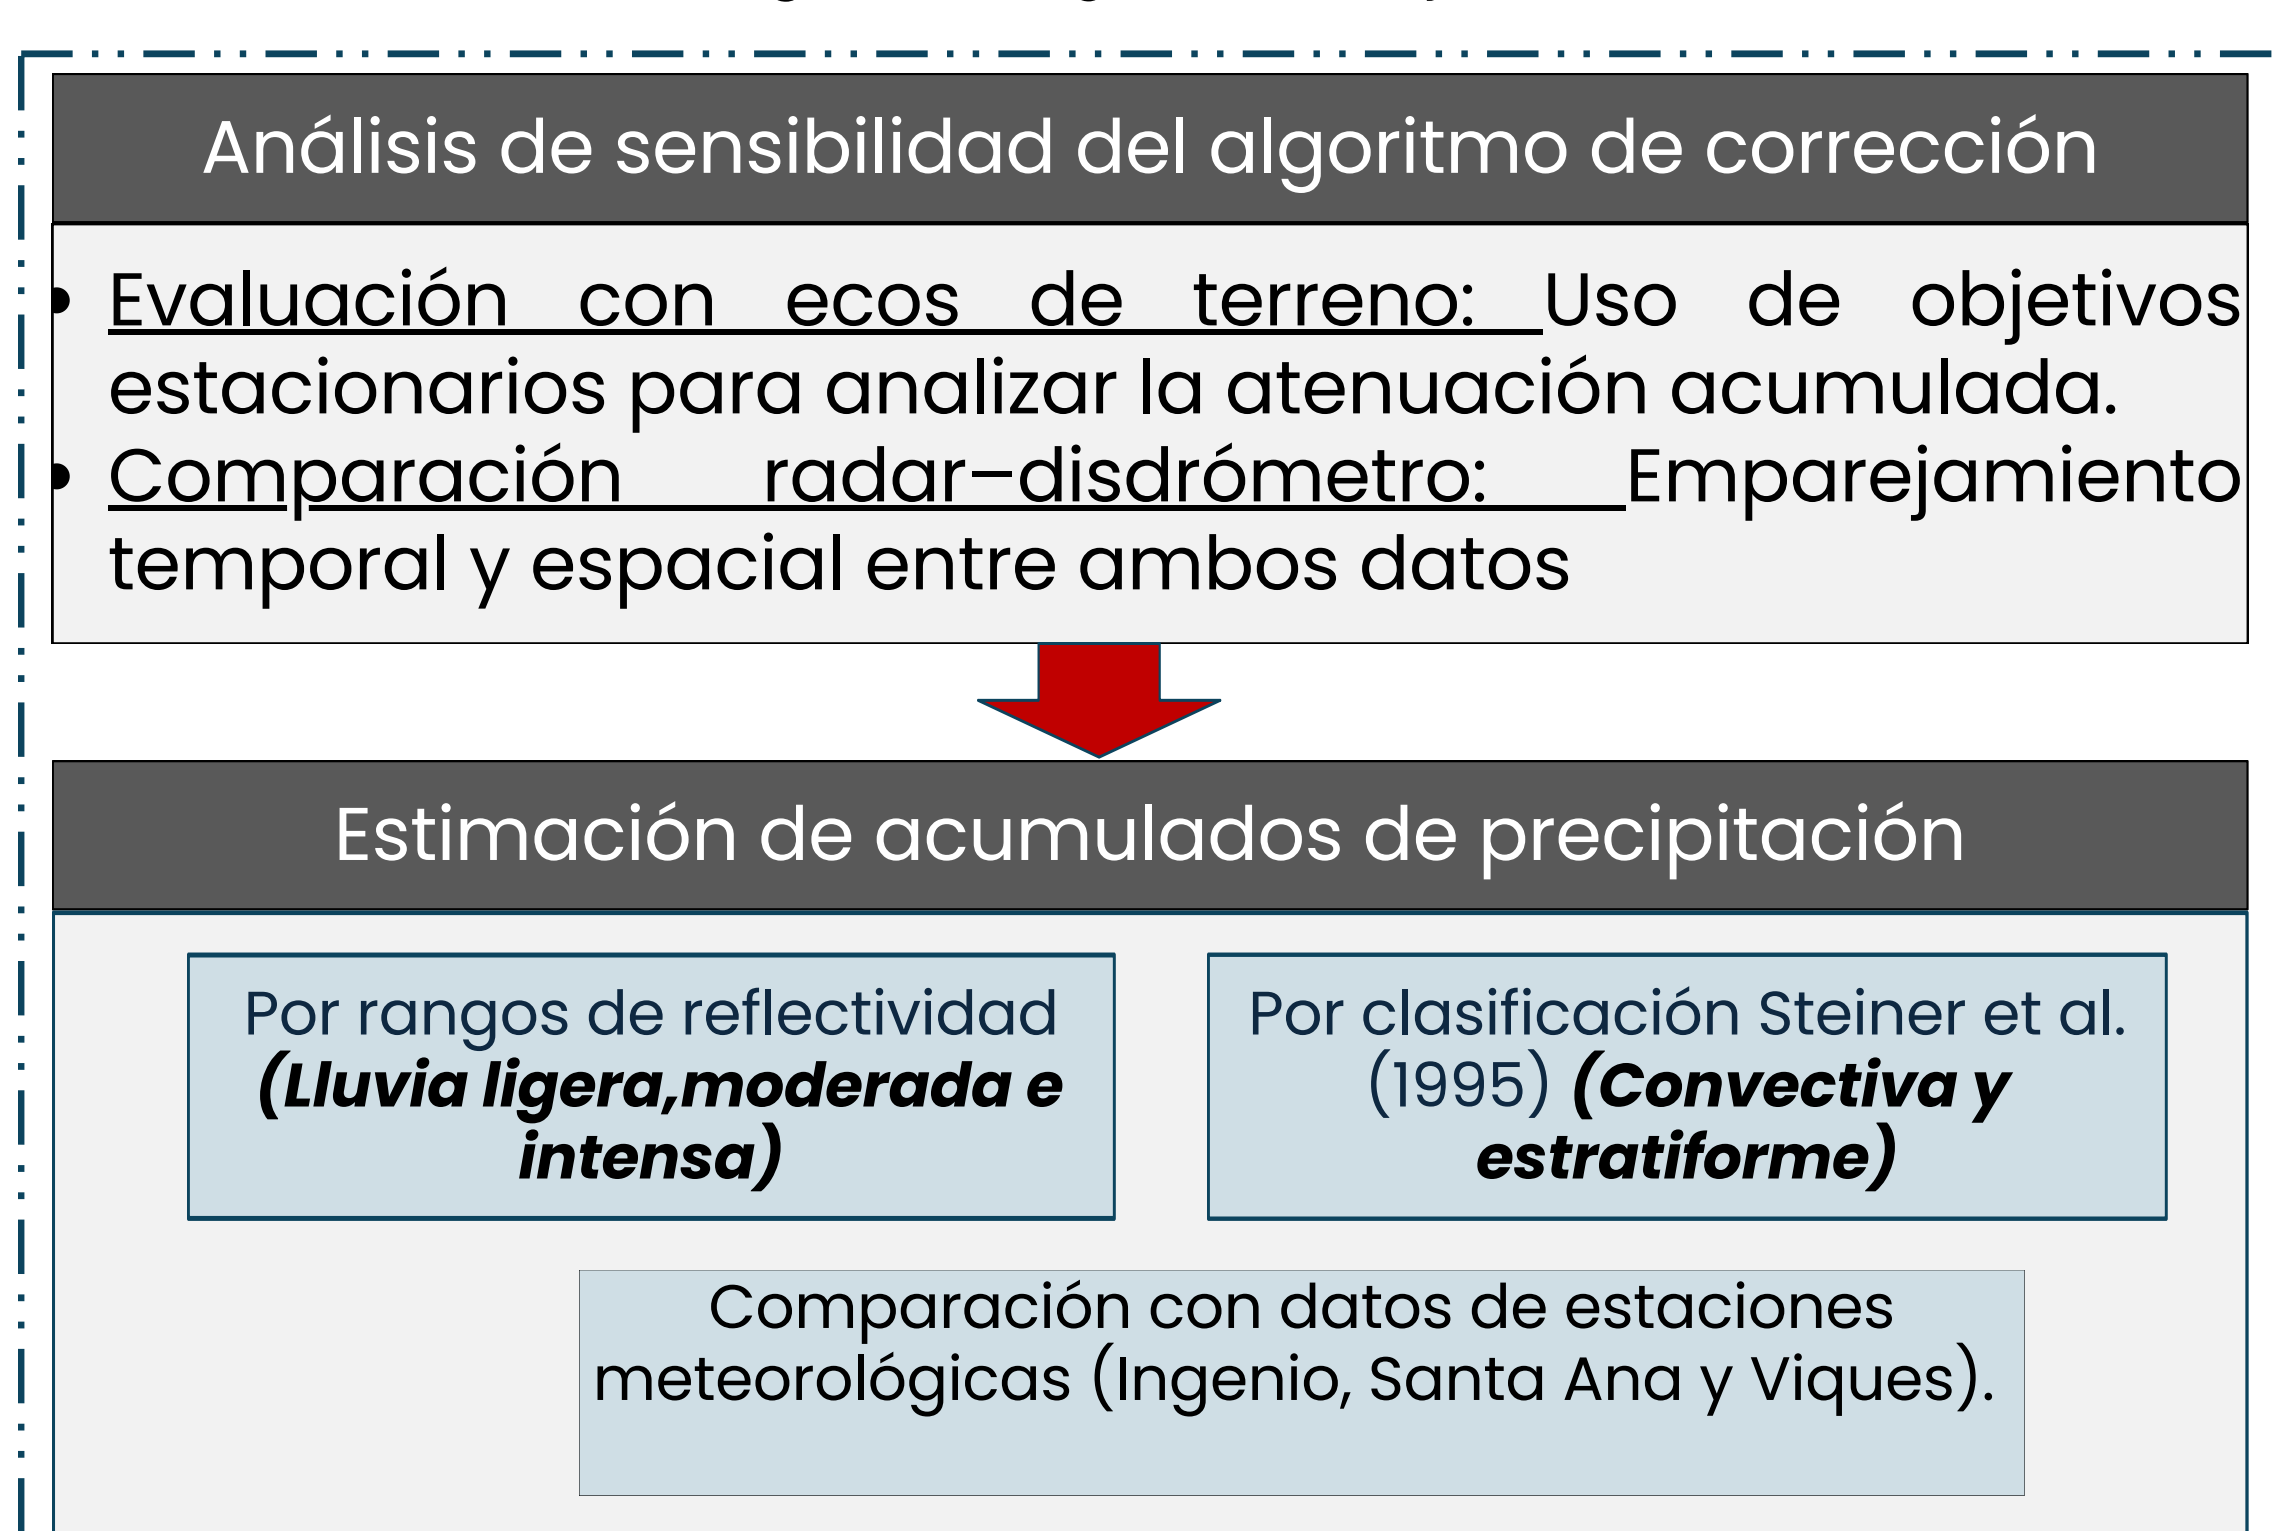 Análisis de sensibilidad del algoritmo de corrección
• Evaluación con ecos de terreno: Uso de objetivos
estacionarios para analizar la atenuación acumulada.
• Comparación radar–disdrómetro: Emparejamiento
temporal y espacial entre ambos datos
Estimación de acumulados de precipitación
Por rangos de reflectividad
(Lluvia ligera,moderada e
intensa)
Por clasificación Steiner et al.
(1995) (Convectiva y
estratiforme)
Comparación con datos de estaciones
meteorológicas (Ingenio, Santa Ana y Viques).